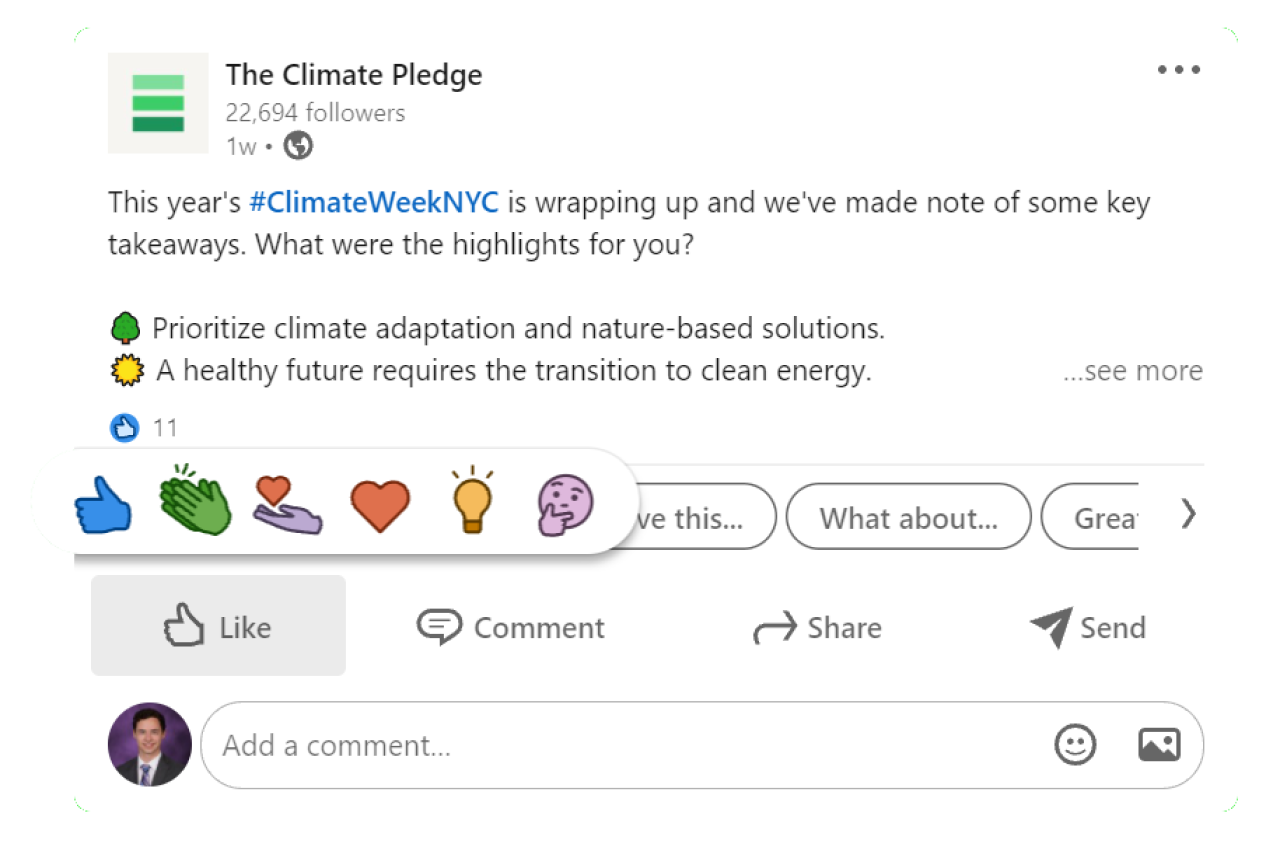 The Climate Pledge
22,694 followers
1w •
This year's #ClimateWeekNYC is wrapping up and we've made note of some key
takeaways. What were the highlights for you?
Prioritize climate adaptation and nature-based solutions.
A healthy future requires the transition to clean energy.
...see more
11
this...
What about...
Like
Comment
Share
Send
Add a comment...